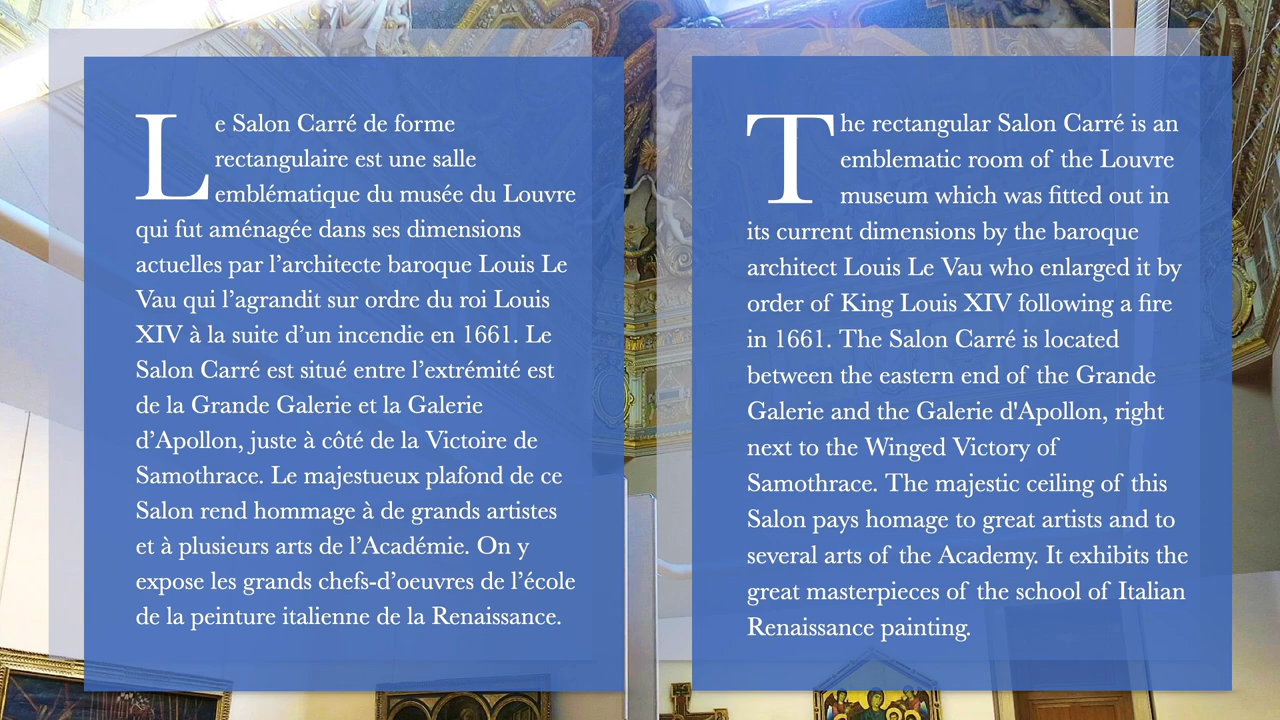 Le Salon Carré de forme
rectangulaire est une salle
emblématique du musée du Louvre
qui fut aménagée dans ses dimensions
actuelles par l’architecte baroque Louis Le
Vau qui l’agrandit sur ordre du roi Louis
XIV à la suite d’un incendie en 1661. Le
Salon Carré est situé entre l’extrémité est
de la Grande Galerie et la Galerie
d’Apollon, juste à côté de la Victoire de
Samothrace. Le majestueux plafond de ce
Salon rend hommage à de grands artistes
et à plusieurs arts de l’Académie. On y
expose les grands chefs-d’oeuvres de l’école
de la peinture italienne de la Renaissance.
The rectangular Salon Carré is an
emblematic room of the Louvre
museum which was fitted out in
its current dimensions by the baroque
architect Louis Le Vau who enlarged it by
order of King Louis XIV following a fire
in 1661. The Salon Carré is located
between the eastern end of the Grande
Galerie and the Galerie d'Apollon, right
next to the Winged Victory of
Samothrace. The majestic ceiling of this
Salon pays homage to great artists and to
several arts of the Academy. It exhibits the
great masterpieces of the school of Italian
Renaissance painting.